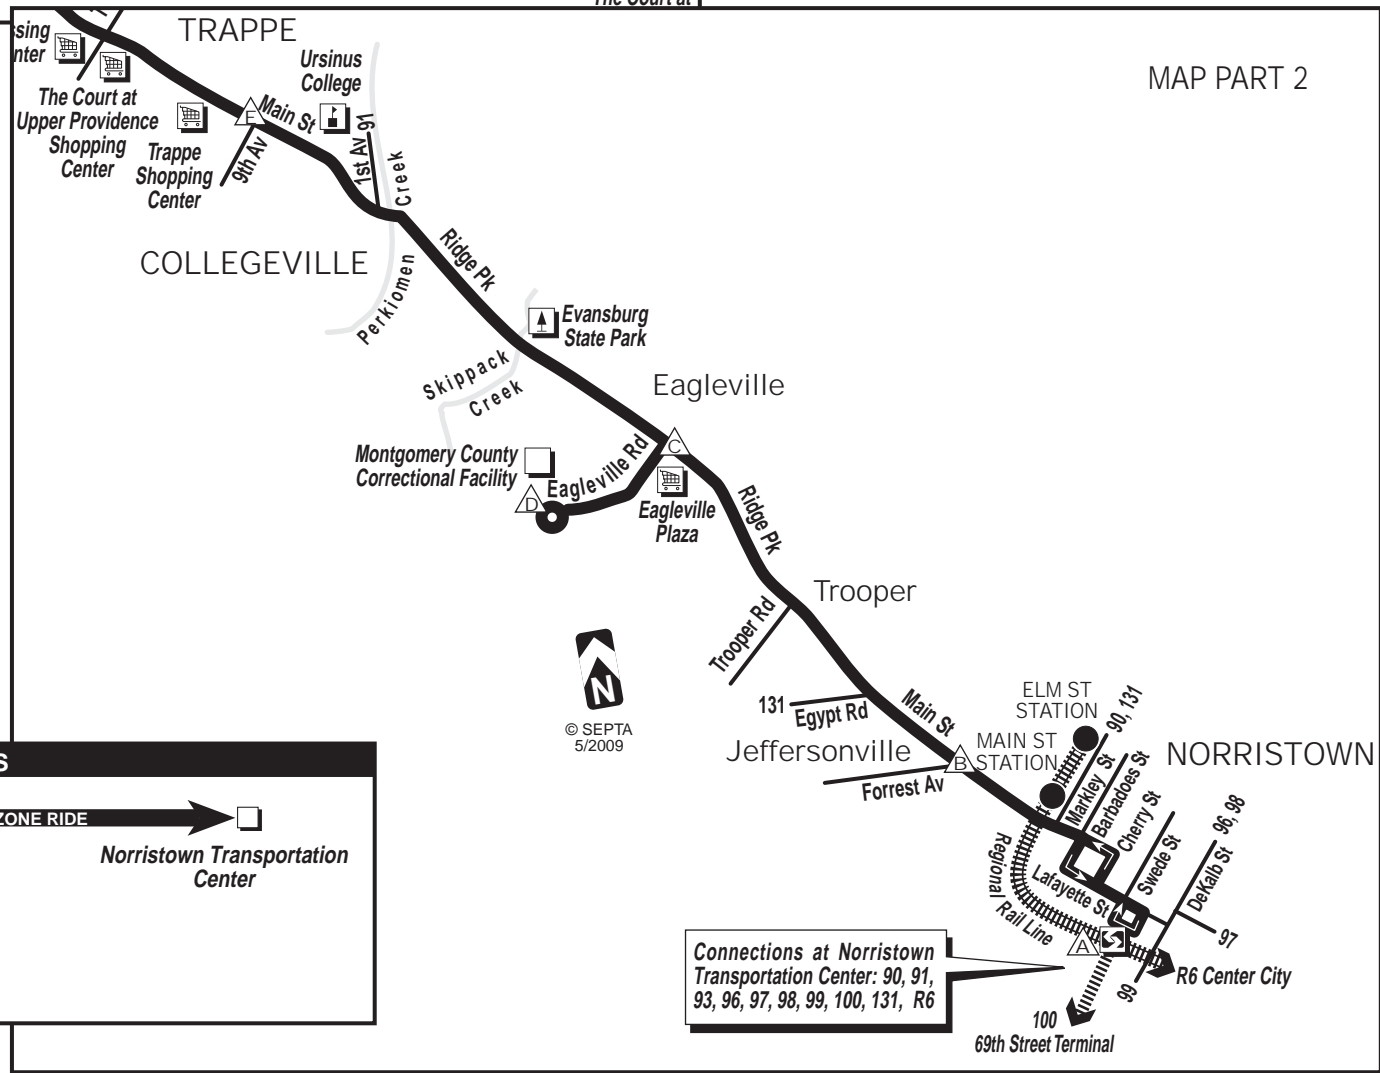 The Court at
TRAPPE
MAP PART 2
ssing
nter
Ursinus
College
The Court at
Upper Providence
Shopping
Center
Trappe
Shopping
Center
E
Main St
9th Av
1st Av 91
Creek
Perkiomen
COLLEGEVILLE
Ridge Pk
Evansburg
State Park
Skippack
Creek
Eagleville
Montgomery County
Correctional Facility
Eagleville Rd
C
D
Eagleville
Plaza
Ridge Pk
Trooper
Trooper Rd
N
© SEPTA
5/2009
131
Egypt Rd
Main St
Jeffersonville
Forrest Av
B
ELM ST
STATION
MAIN ST
STATION
90, 131
NORRISTOWN
Markley St
Barbadoes St
Cherry St
Swede St
96, 98
DeKalb St
Lafayette St
Regional
Rail Line
97
A
99
R6 Center City
100
69th Street Terminal
Connections at Norristown
Transportation Center: 90, 91,
93, 96, 97, 98, 99, 100, 131, R6
S
ZONE RIDE
Norristown Transportation
Center